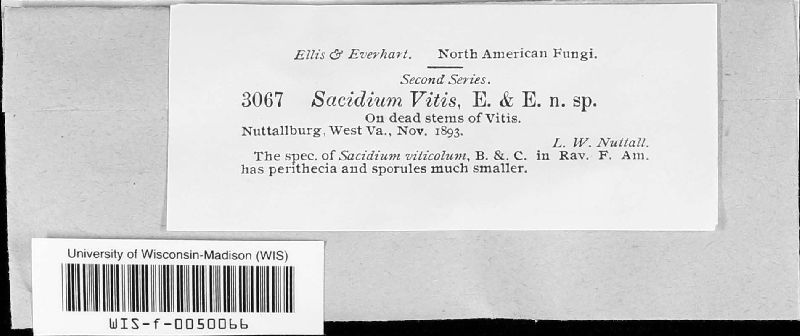 Ellis & Everhart. North American Fungi.
Second Series.
3067 Sacidium Vitis, E. & E. n. sp.
On dead stems of Vitis.
Nuttallburg, West Va., Nov. 1893.
L. W. Nuttall.
The spec. of Sacidium viticolum, B. &. C. in Rav. F. Am.
has perithecia and sporules much smaller.
University of Wisconsin-Madison (WIS)
WIS-f-0050066